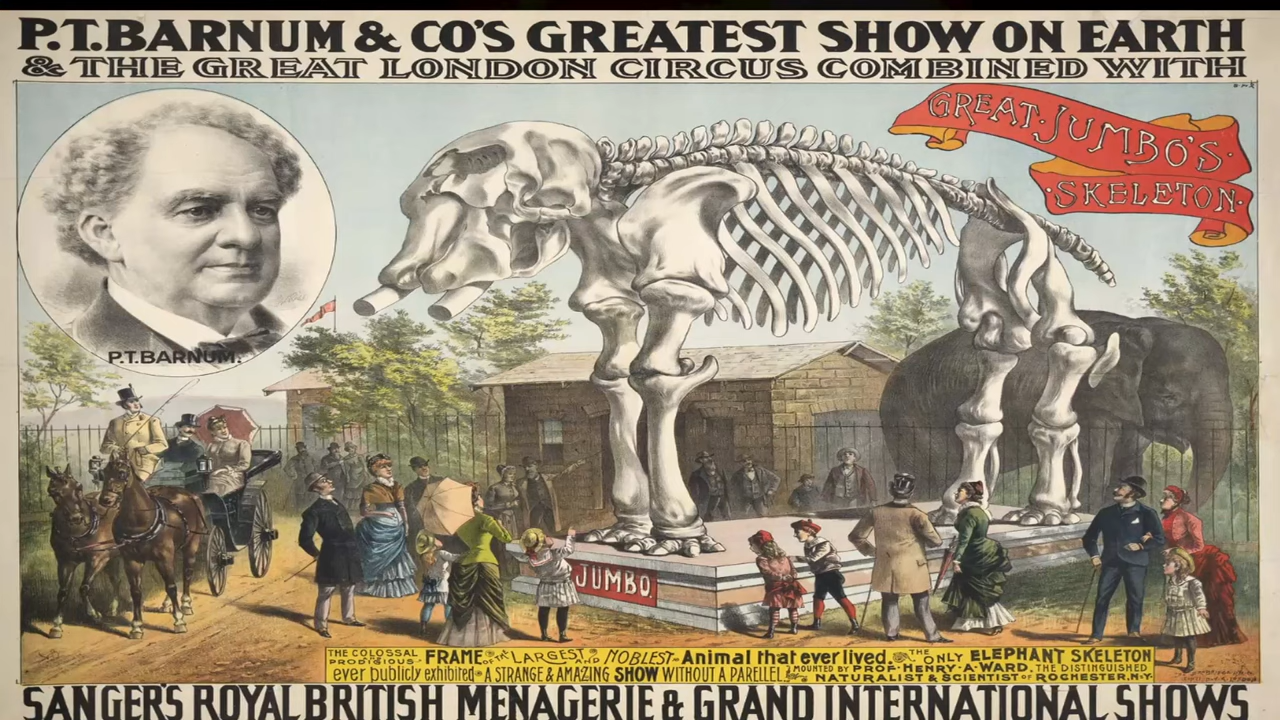 P.T.BARNUM & CO'S GREATEST SHOW ON EARTH
& THE GREAT LONDON CIRCUS COMBINED WITH
GREAT·JUMBO'S·
·SKELETON·
P.T.BARNUM.
JUMBO.
THE COLOSSAL PRODIGIOUS FRAME OF THE LARGEST AND NOBLEST Animal that ever lived. THE ONLY ELEPHANT SKELETON
ever publicly exhibited A STRANGE & AMAZING SHOW WITHOUT A PARELLEL. MOUNTED BY PROF. HENRY·A·WARD. THE DISTINGUISHED NATURALIST & SCIENTIST OF ROCHESTER, N.Y.
SANGER'S ROYAL BRITISH MENAGERIE & GRAND INTERNATIONAL SHOWS